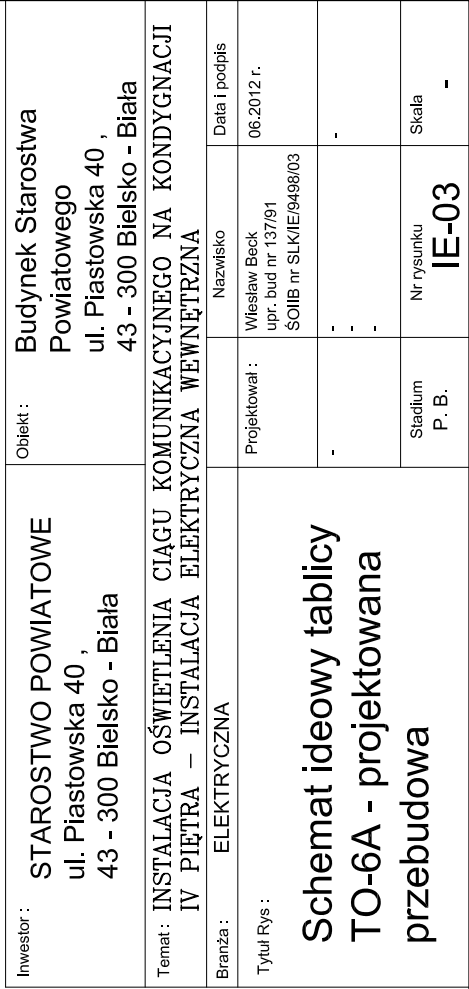 Inwestor :
STAROSTWO POWIATOWE
ul. Piastowska 40 ,
43 - 300 Bielsko - Biała
Obiekt :
Budynek Starostwa
Powiatowego
ul. Piastowska 40 ,
43 - 300 Bielsko - Biała
Temat : INSTALACJA OŚWIETLENIA CIĄGU KOMUNIKACYJNEGO NA KONDYGNACJI
IV PIĘTRA – INSTALACJA ELEKTRYCZNA WEWNĘTRZNA
Branża : ELEKTRYCZNA
Nazwisko
Data i podpis
Tytuł Rys :
Schemat ideowy tablicy
TO-6A - projektowana
przebudowa
Projektował :
Wiesław Beck
upr. bud nr 137/91
ŚOIIB nr SLK/IE/9498/03
06.2012 r.
-
-
-
-
-
Stadium
P. B.
Nr rysunku
IE-03
Skala
-